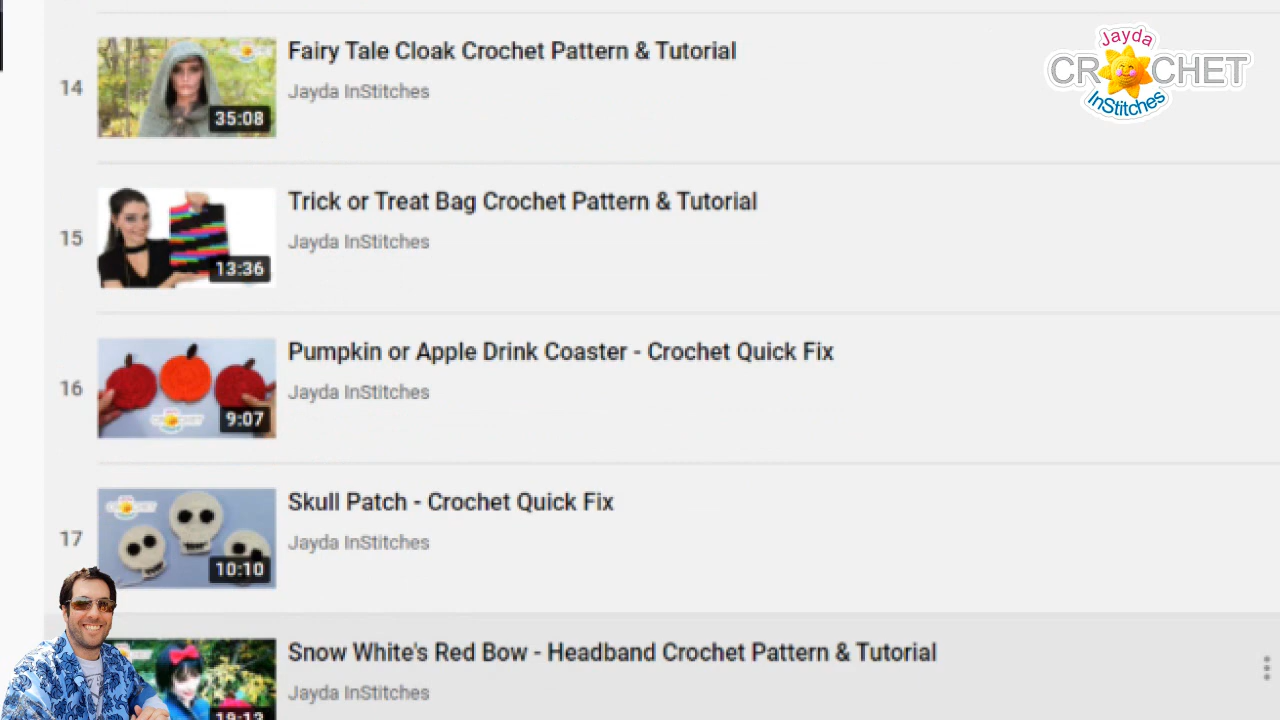 14
Fairy Tale Cloak Crochet Pattern & Tutorial
Jayda InStitches
35:08
Jayda
CROCHET
InStitches
15
Trick or Treat Bag Crochet Pattern & Tutorial
Jayda InStitches
13:36
16
Pumpkin or Apple Drink Coaster - Crochet Quick Fix
Jayda InStitches
9:07
17
Skull Patch - Crochet Quick Fix
Jayda InStitches
10:10
Snow White's Red Bow - Headband Crochet Pattern & Tutorial
Jayda InStitches